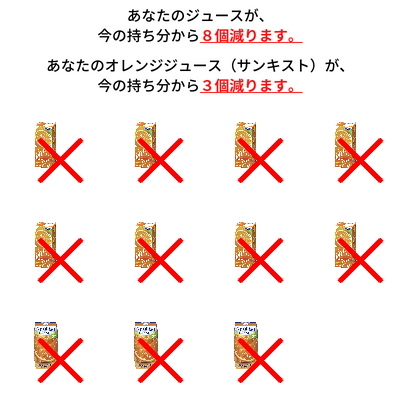 あなたのジュースが、
今の持ち分から８個減ります。
あなたのオレンジジュース（サンキスト）が、
今の持ち分から３個減ります。